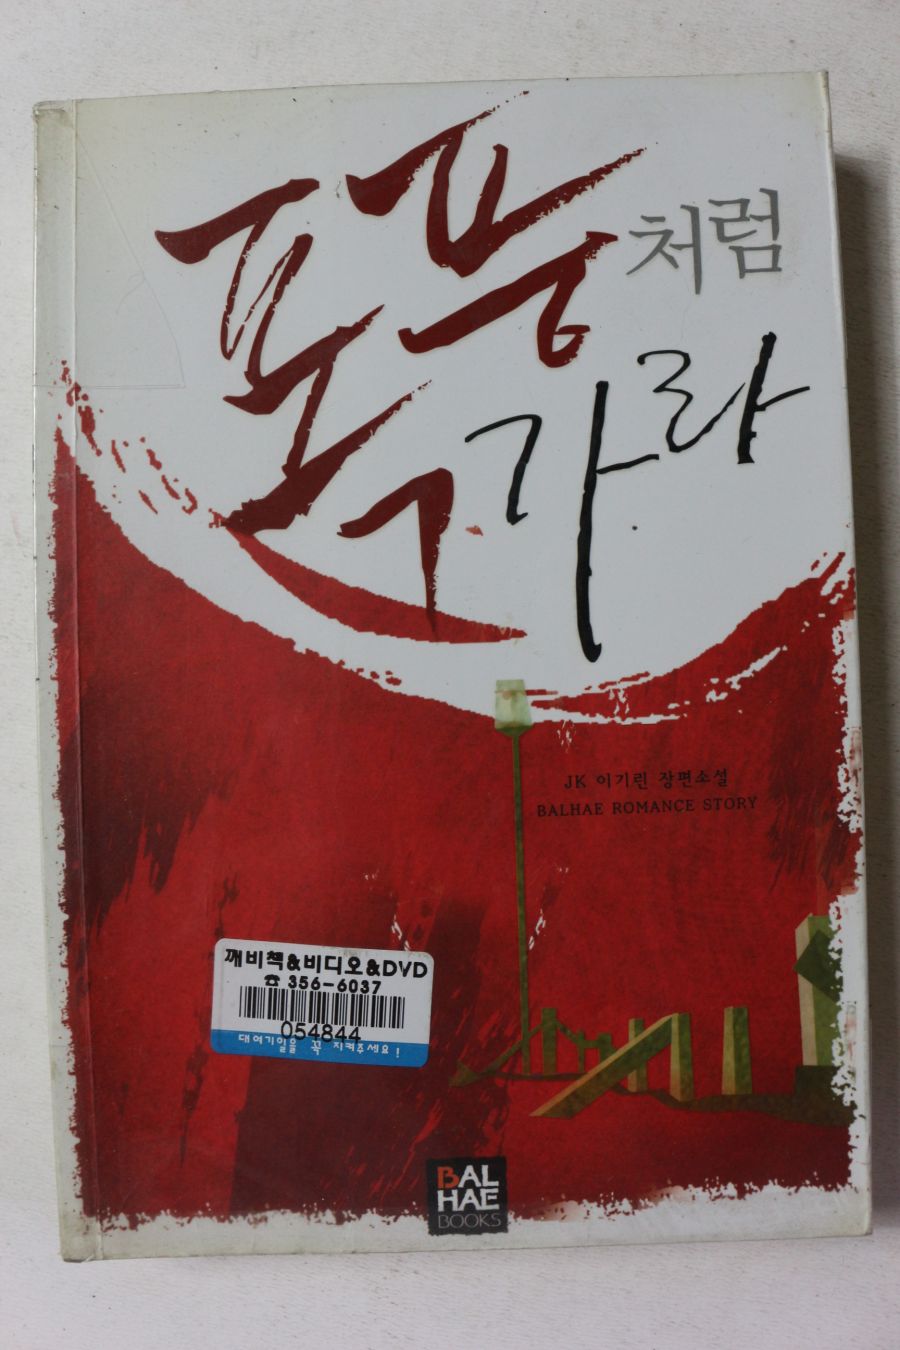 폭풍처럼
가라
JK 이기린 장편소설
BALHAE ROMANCE STORY
깨비책&비디오&DVD
☎356-6037
054844
대여기일을 꼭 지켜주세요!
BAL
HAE
BOOKS